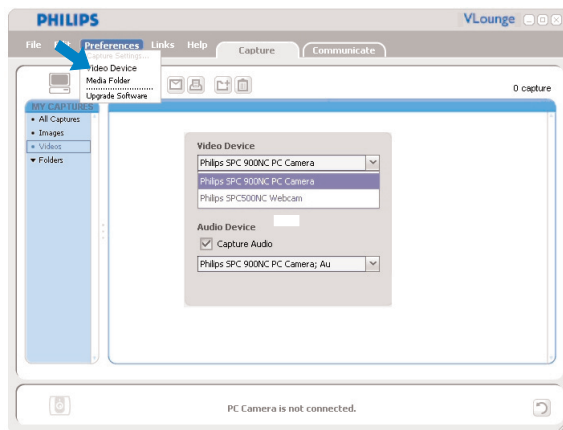 PHILIPS
VLounge
File Preferences Links Help
Capture
Communicate
Capture Settings...
Video Device
Media Folder
Upgrade Software
0 capture
MY CAPTURES
All Captures
Images
Videos
Folders
Video Device
Philips SPC 900NC PC Camera
Philips SPC 900NC PC Camera
Philips SPC500NC Webcam
Audio Device
Capture Audio
Philips SPC 900NC PC Camera; Au
PC Camera is not connected.